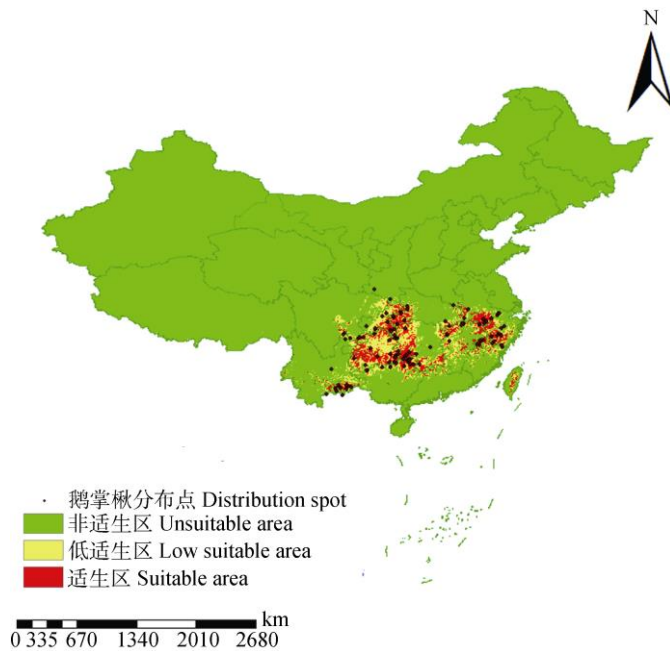 N
鹅掌楸分布点 Distribution spot
非适生区 Unsuitable area
低适生区 Low suitable area
适生区 Suitable area
km
0 335 670 1340 2010 2680